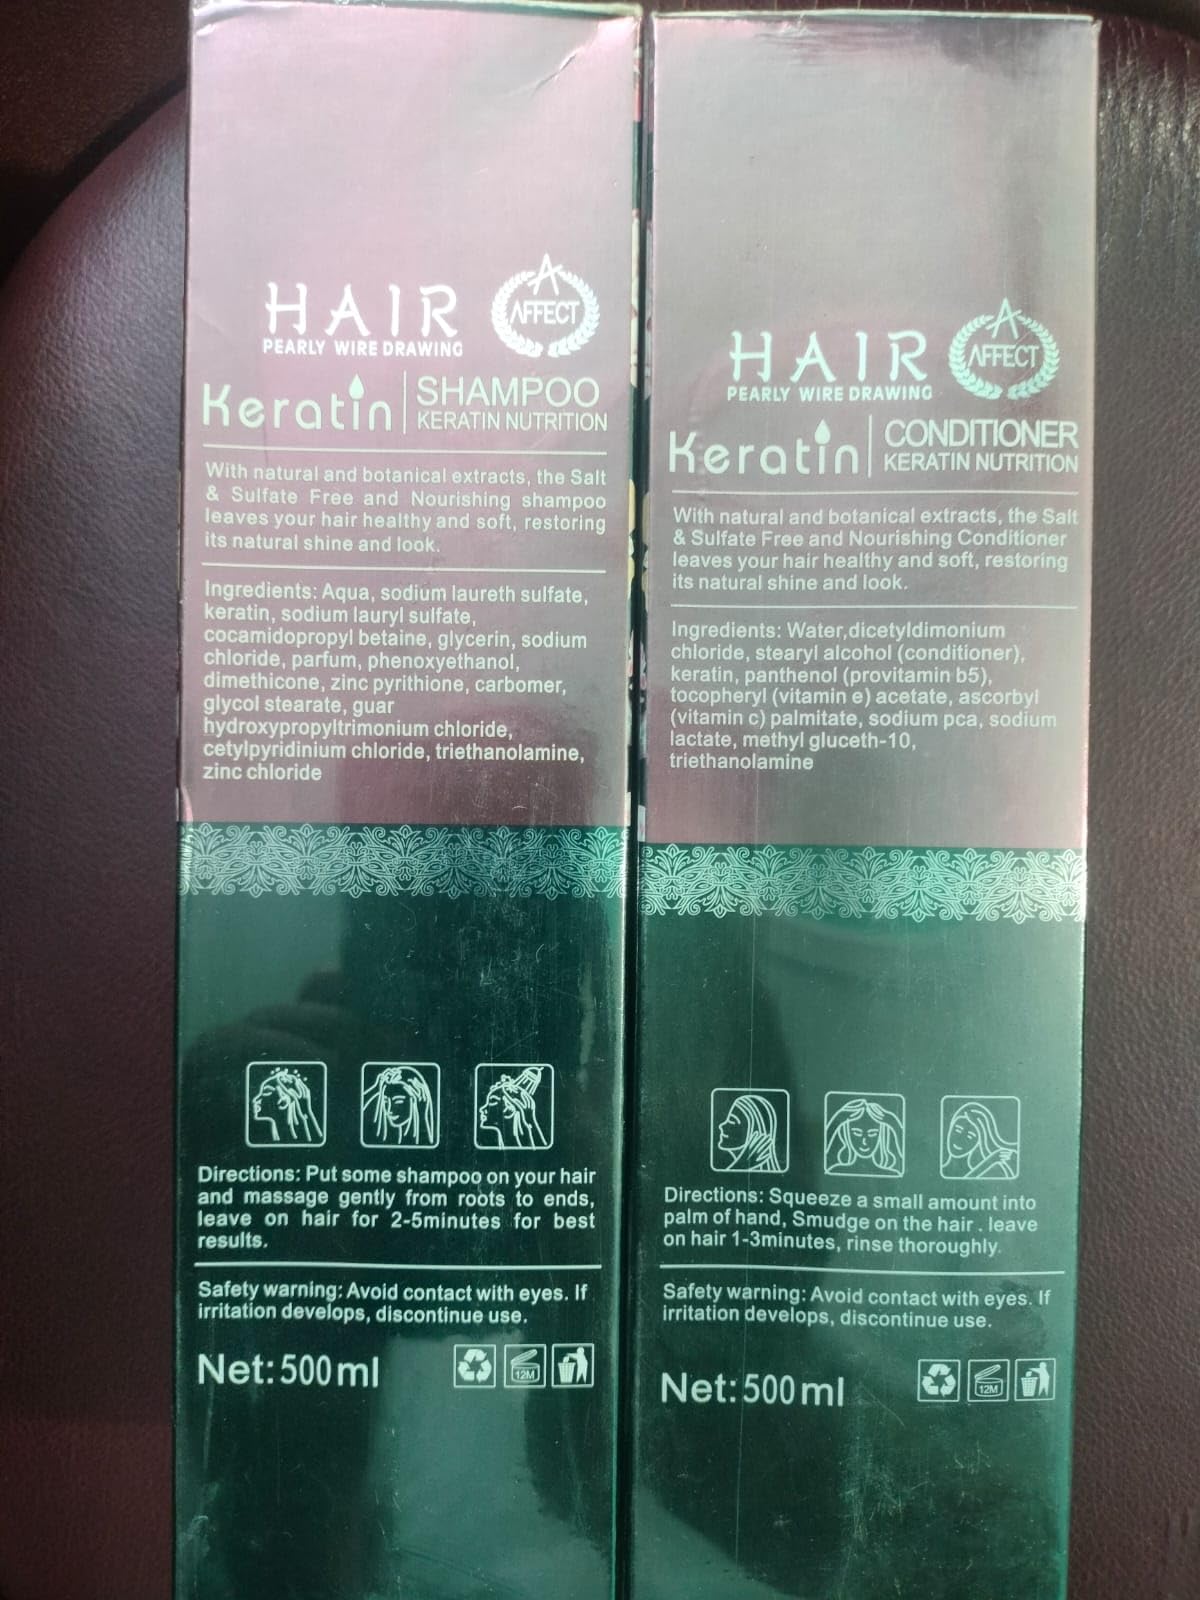 HAIR
PEARLY WIRE DRAWING
A
AFFECT
Keratin
SHAMPOO
KERATIN NUTRITION
With natural and botanical extracts, the Salt
& Sulfate Free and Nourishing shampoo
leaves your hair healthy and soft, restoring
its natural shine and look.
Ingredients: Aqua, sodium laureth sulfate,
keratin, sodium lauryl sulfate,
cocamidopropyl betaine, glycerin, sodium
chloride, parfum, phenoxyethanol,
dimethicone, zinc pyrithione, carbomer,
glycol stearate, guar
hydroxypropyltrimonium chloride,
cetylpyridinium chloride, triethanolamine,
zinc chloride
Directions: Put some shampoo on your hair
and massage gently from roots to ends,
leave on hair for 2-5minutes for best
results.
Safety warning: Avoid contact with eyes. If
irritation develops, discontinue use.
Net: 500ml
12M
HAIR
PEARLY WIRE DRAWING
A
AFFECT
Keratin
CONDITIONER
KERATIN NUTRITION
With natural and botanical extracts, the Salt
& Sulfate Free and Nourishing Conditioner
leaves your hair healthy and soft, restoring
its natural shine and look.
Ingredients: Water,dicetyldimonium
chloride, stearyl alcohol (conditioner),
keratin, panthenol (provitamin b5),
tocopheryl (vitamin e) acetate, ascorbyl
(vitamin c) palmitate, sodium pca, sodium
lactate, methyl gluceth-10,
triethanolamine
Directions: Squeeze a small amount into
palm of hand, Smudge on the hair . leave
on hair 1-3minutes, rinse thoroughly.
Safety warning: Avoid contact with eyes. If
irritation develops, discontinue use.
Net: 500ml
12M